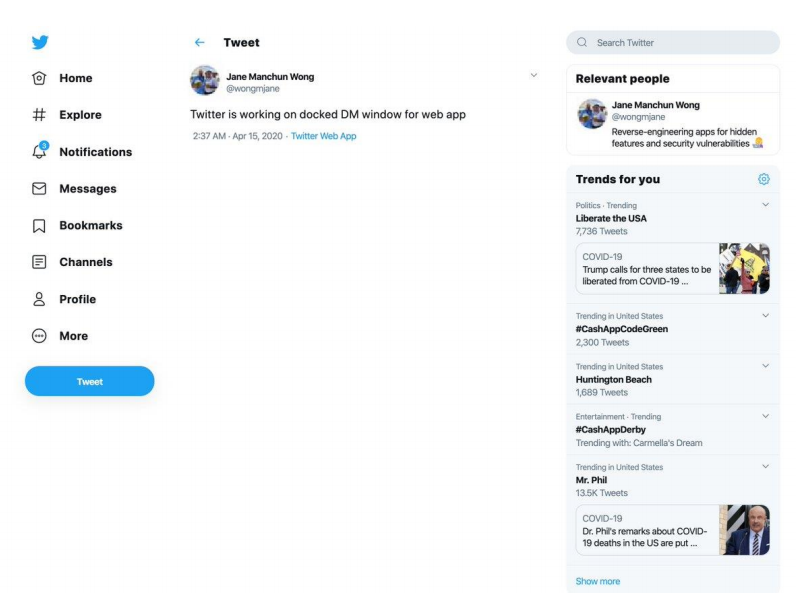 Home
Explore
3
Notifications
Messages
Bookmarks
Channels
Profile
More
Tweet
← Tweet
Jane Manchun Wong
@wongmjane
Twitter is working on docked DM window for web app
2:37 AM · Apr 15, 2020 · Twitter Web App
Search Twitter
Relevant people
Jane Manchun Wong
@wongmjane
Reverse-engineering apps for hidden
features and security vulnerabilities
Trends for you
Politics · Trending
Liberate the USA
7,736 Tweets
COVID-19
Trump calls for three states to be
liberated from COVID-19 ...
Trending in United States
#CashAppCodeGreen
2,300 Tweets
Trending in United States
Huntington Beach
1,689 Tweets
Entertainment · Trending
#CashAppDerby
Trending with: Carmella's Dream
Trending in United States
Mr. Phil
13.5K Tweets
COVID-19
Dr. Phil's remarks about COVID-
19 deaths in the US are put ...
Show more